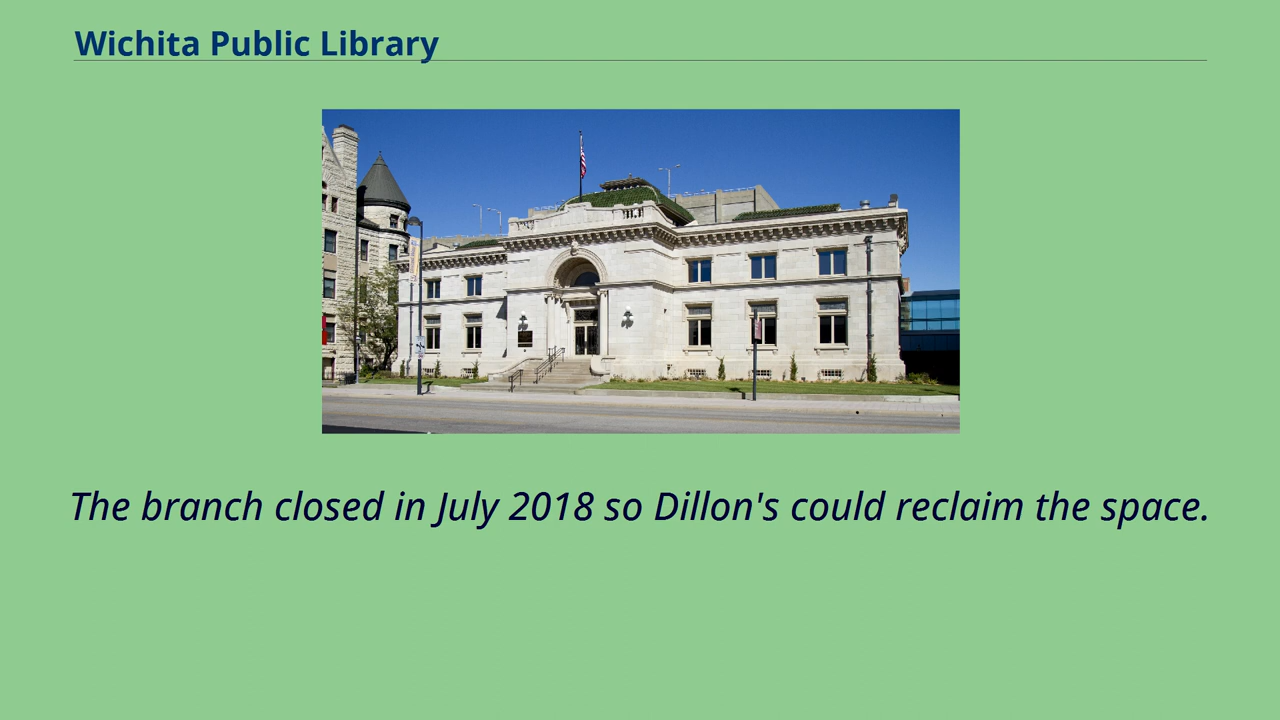 Wichita Public Library
The branch closed in July 2018 so Dillon's could reclaim the space.